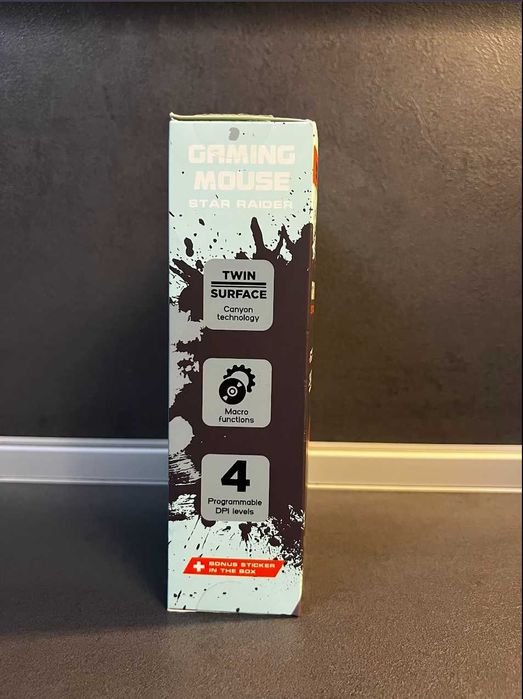 GAMING
MOUSE
STAR RAIDER
TWIN
SURFACE
Canyon
technology
Macro
functions
4
Programmable
DPI levels
+ BONUS STICKER
IN THE BOX